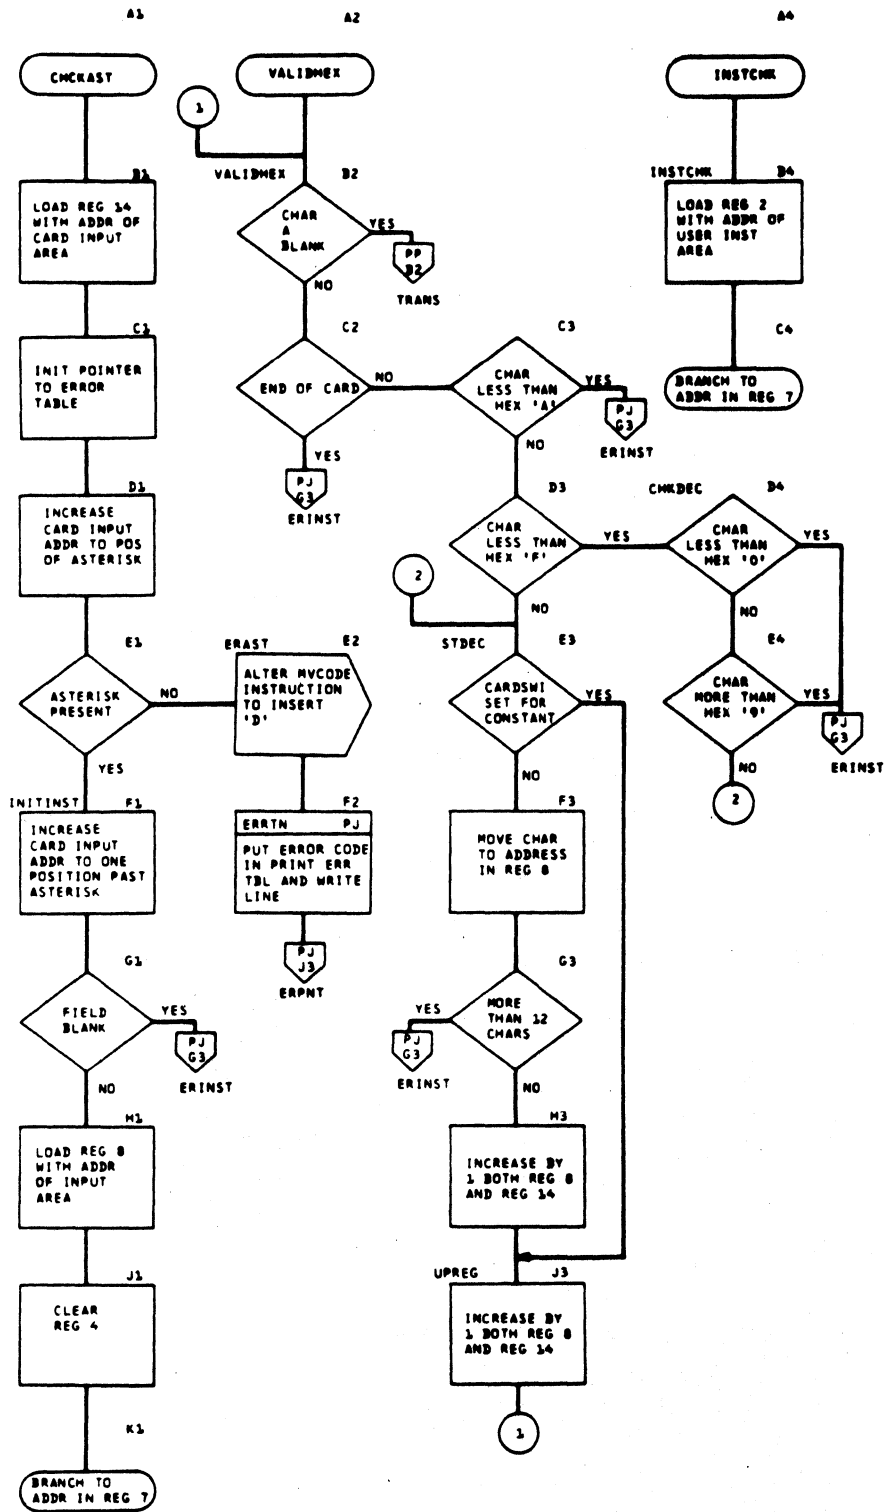 A1
CHCKAST
B1
LOAD REG 14
WITH ADDR OF
CARD INPUT
AREA
C1
INIT POINTER
TO ERROR
TABLE
D1
INCREASE
CARD INPUT
ADDR TO POS
OF ASTERISK
E1
ASTERISK
PRESENT
NO
YES
INITINST
F1
INCREASE
CARD INPUT
ADDR TO ONE
POSITION PAST
ASTERISK
G1
FIELD
BLANK
YES
PJ
G3
ERINST
NO
H1
LOAD REG 8
WITH ADDR
OF INPUT
AREA
J1
CLEAR
REG 4
K1
BRANCH TO
ADDR IN REG 7
A2
VALIDHEX
1
VALIDHEX
B2
CHAR
A
BLANK
YES
PP
B2
TRANS
NO
C2
END OF CARD
NO
YES
PJ
G3
ERINST
ERAST
E2
ALTER MVCODE
INSTRUCTION
TO INSERT
'D'
F2
ERRTN PJ
PUT ERROR CODE
IN PRINT ERR
TBL AND WRITE
LINE
PJ
J3
ERPNT
C3
CHAR
LESS THAN
HEX 'A'
YES
PJ
G3
ERINST
NO
D3
CHAR
LESS THAN
HEX 'F'
YES
NO
2
STDEC
E3
CARDSWI
SET FOR
CONSTANT
YES
NO
F3
MOVE CHAR
TO ADDRESS
IN REG 8
G3
MORE
THAN 12
CHARS
YES
PJ
G3
ERINST
NO
H3
INCREASE BY
1 BOTH REG 8
AND REG 14
UPREG
J3
INCREASE BY
1 BOTH REG 8
AND REG 14
1
A4
INSTCHK
INSTCHK
B4
LOAD REG 2
WITH ADDR OF
USER INST
AREA
C4
BRANCH TO
ADDR IN REG 7
CHKDEC
D4
CHAR
LESS THAN
HEX '0'
YES
NO
E4
CHAR
MORE THAN
HEX '9'
YES
PJ
G3
ERINST
NO
2